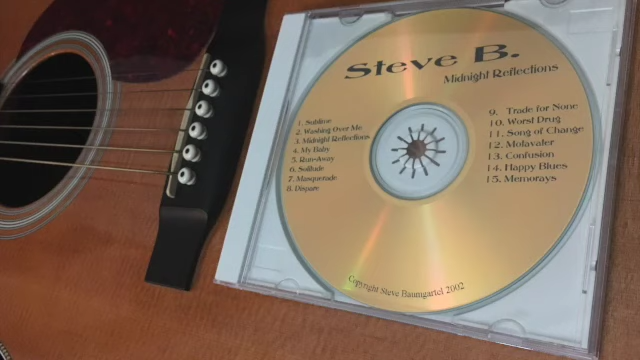 Steve B.
Midnight Reflections
1. Sublime
2. Washing Over Me
3. Midnight Reflections
4. My Baby
5. Run-Away
6. Solitude
7. Masquerade
8. Dispare
9. Trade for None
10. Worst Drug
11. Song of Change
12. Molavaler
13. Confusion
14. Happy Blues
15. Memorays
Copyright Steve Baumgartel 2002